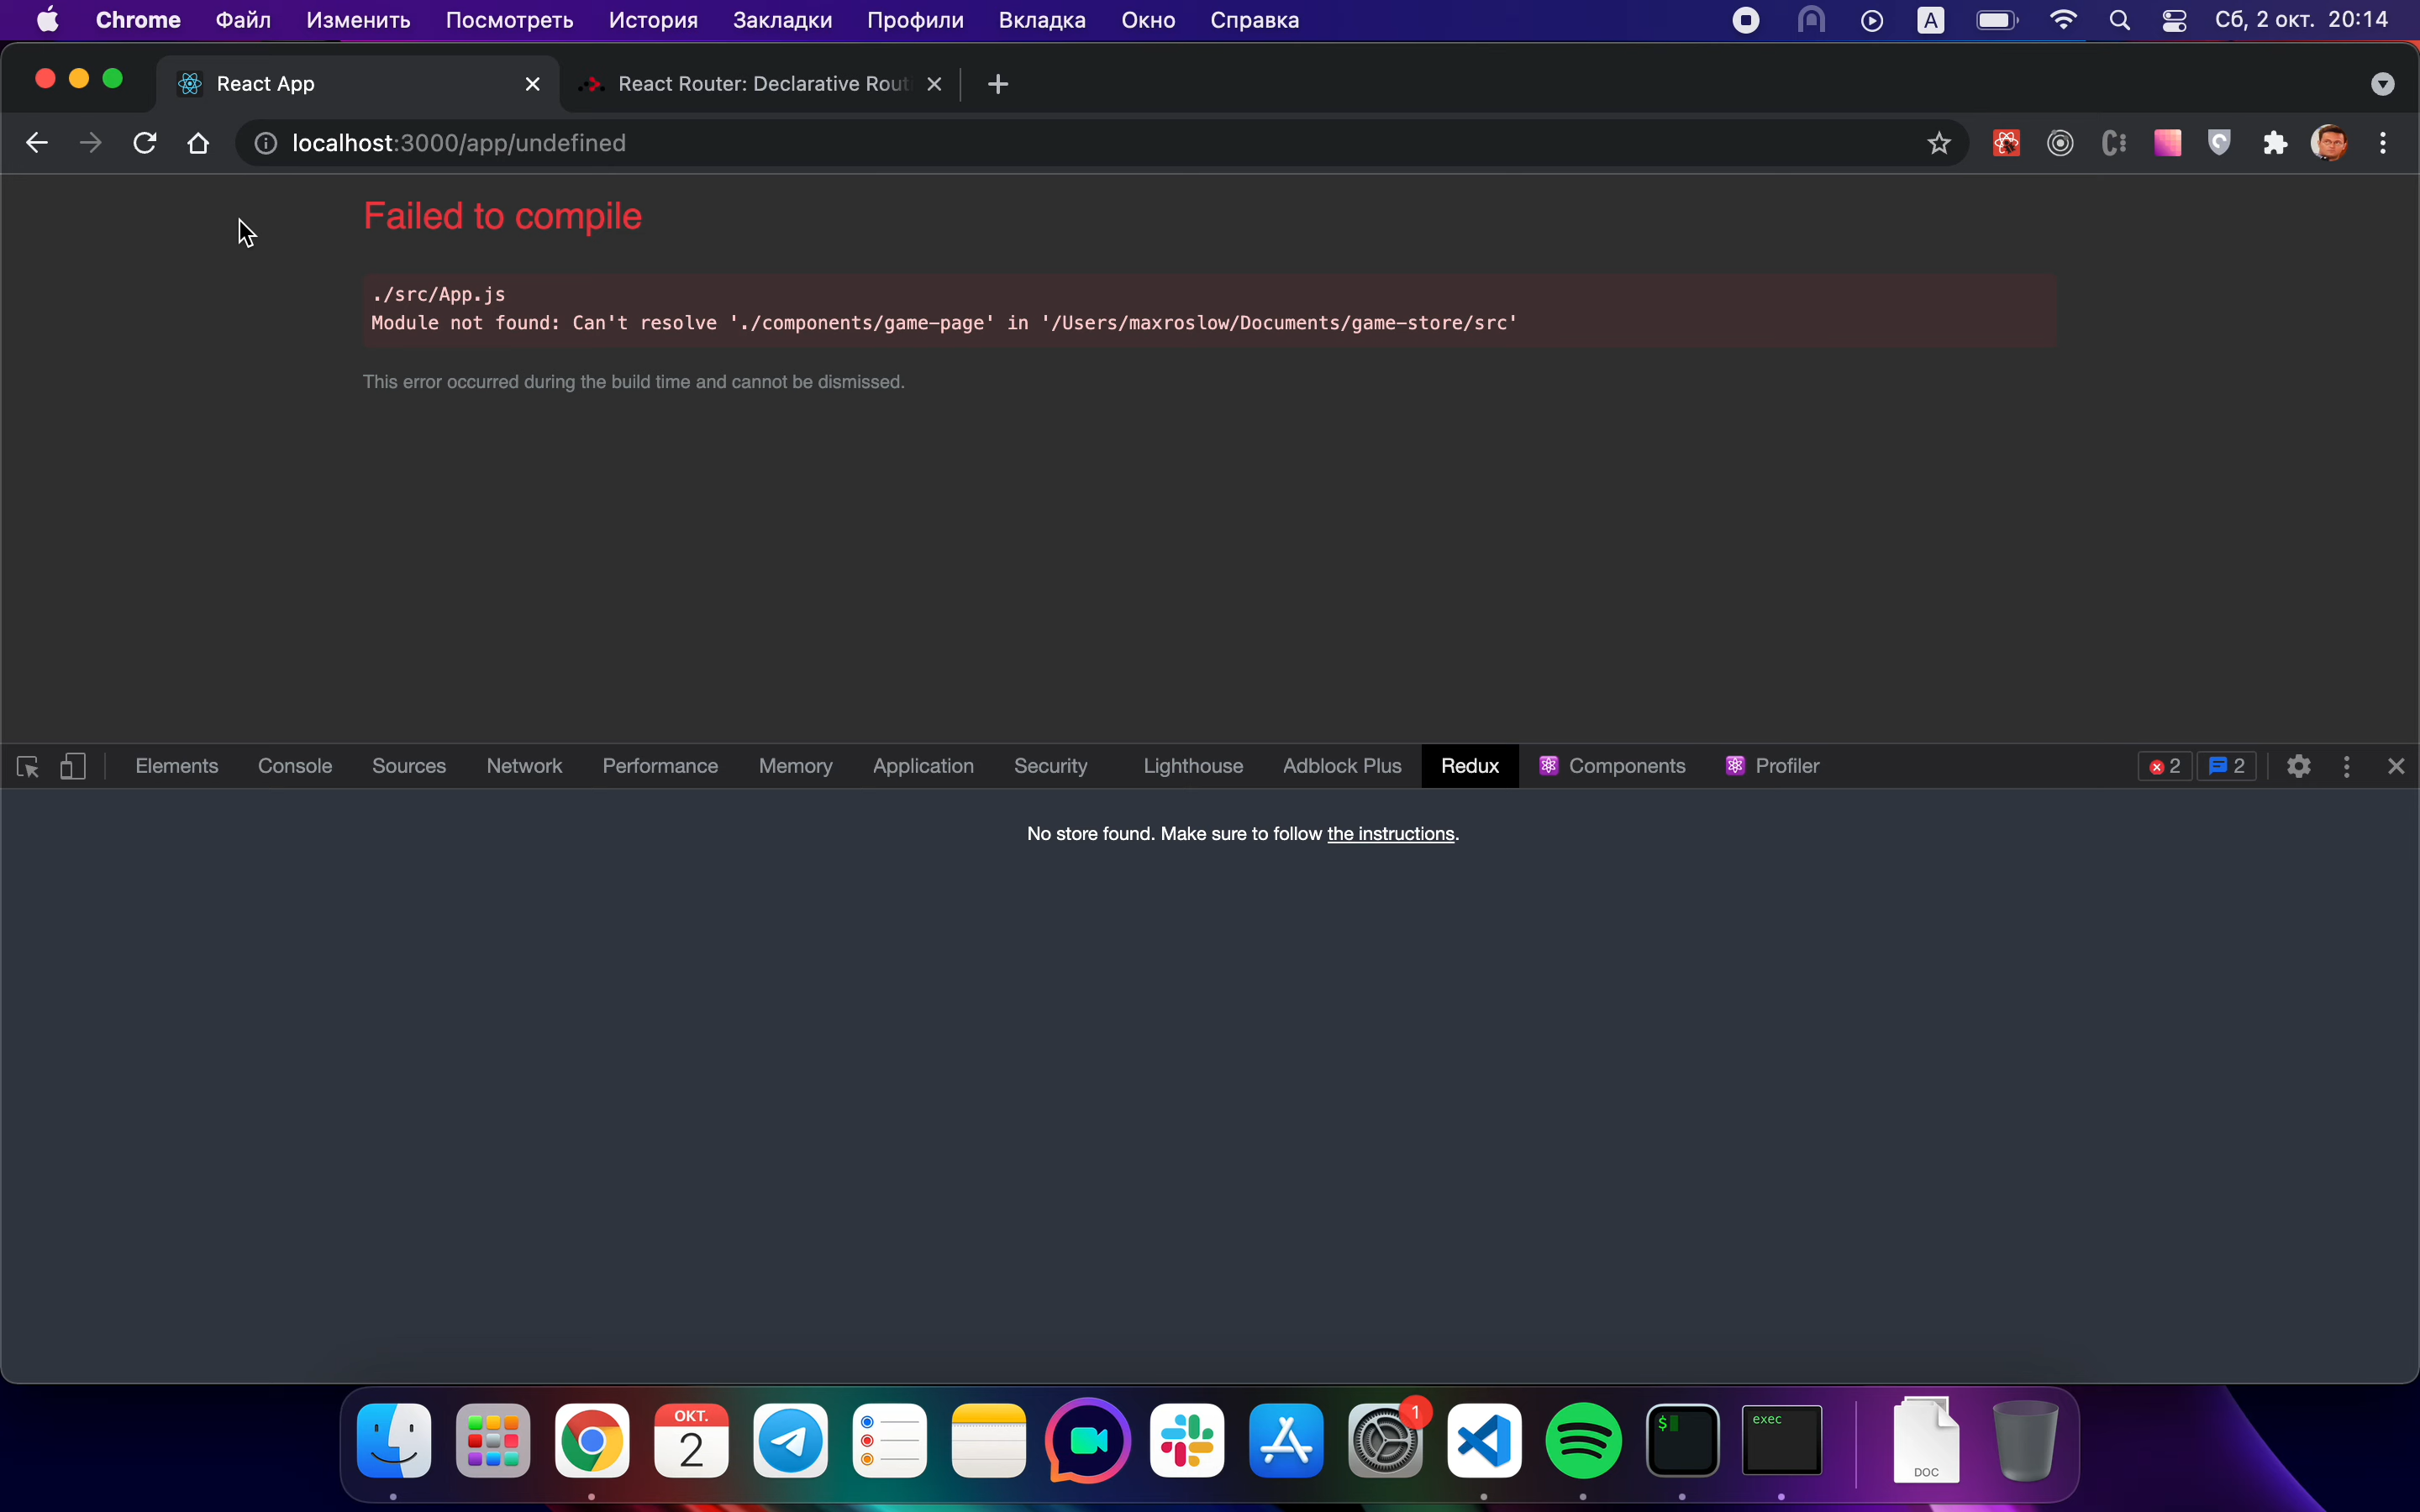 Chrome Файл Изменить Посмотреть История Закладки Профили Вкладка Окно Справка A Сб, 2 окт. 20:14
React App React Router: Declarative Rout
localhost:3000/app/undefined
Failed to compile
./src/App.js
Module not found: Can't resolve './components/game-page' in '/Users/maxroslow/Documents/game-store/src'
This error occurred during the build time and cannot be dismissed.
Elements Console Sources Network Performance Memory Application Security Lighthouse Adblock Plus Redux Components Profiler 2 2
No store found. Make sure to follow the instructions.
ОКТ.
2
1
$
exec
DOC